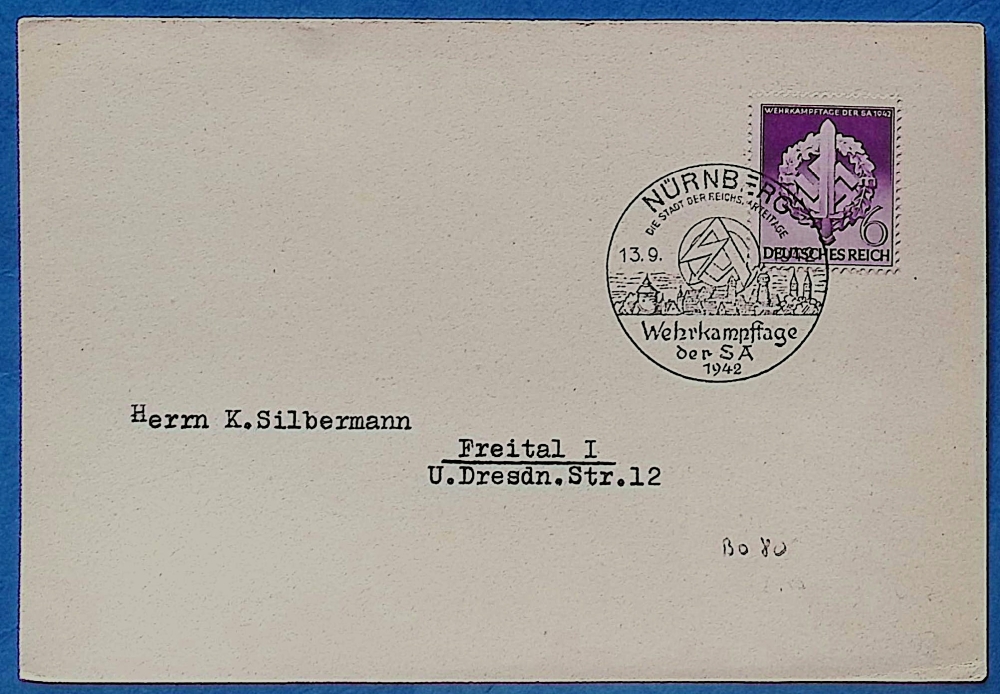 WEHRKAMPFTAGE DER SA 1942
6
DEUTSCHES REICH
NÜRNBERG
DIE STADT DER REICHSPARTEITAGE
13.9. 1942
Wehrkampftage
der SA
1942
Herrn K.Silbermann
Freital I
U.Dresdn.Str.12
Bo 80